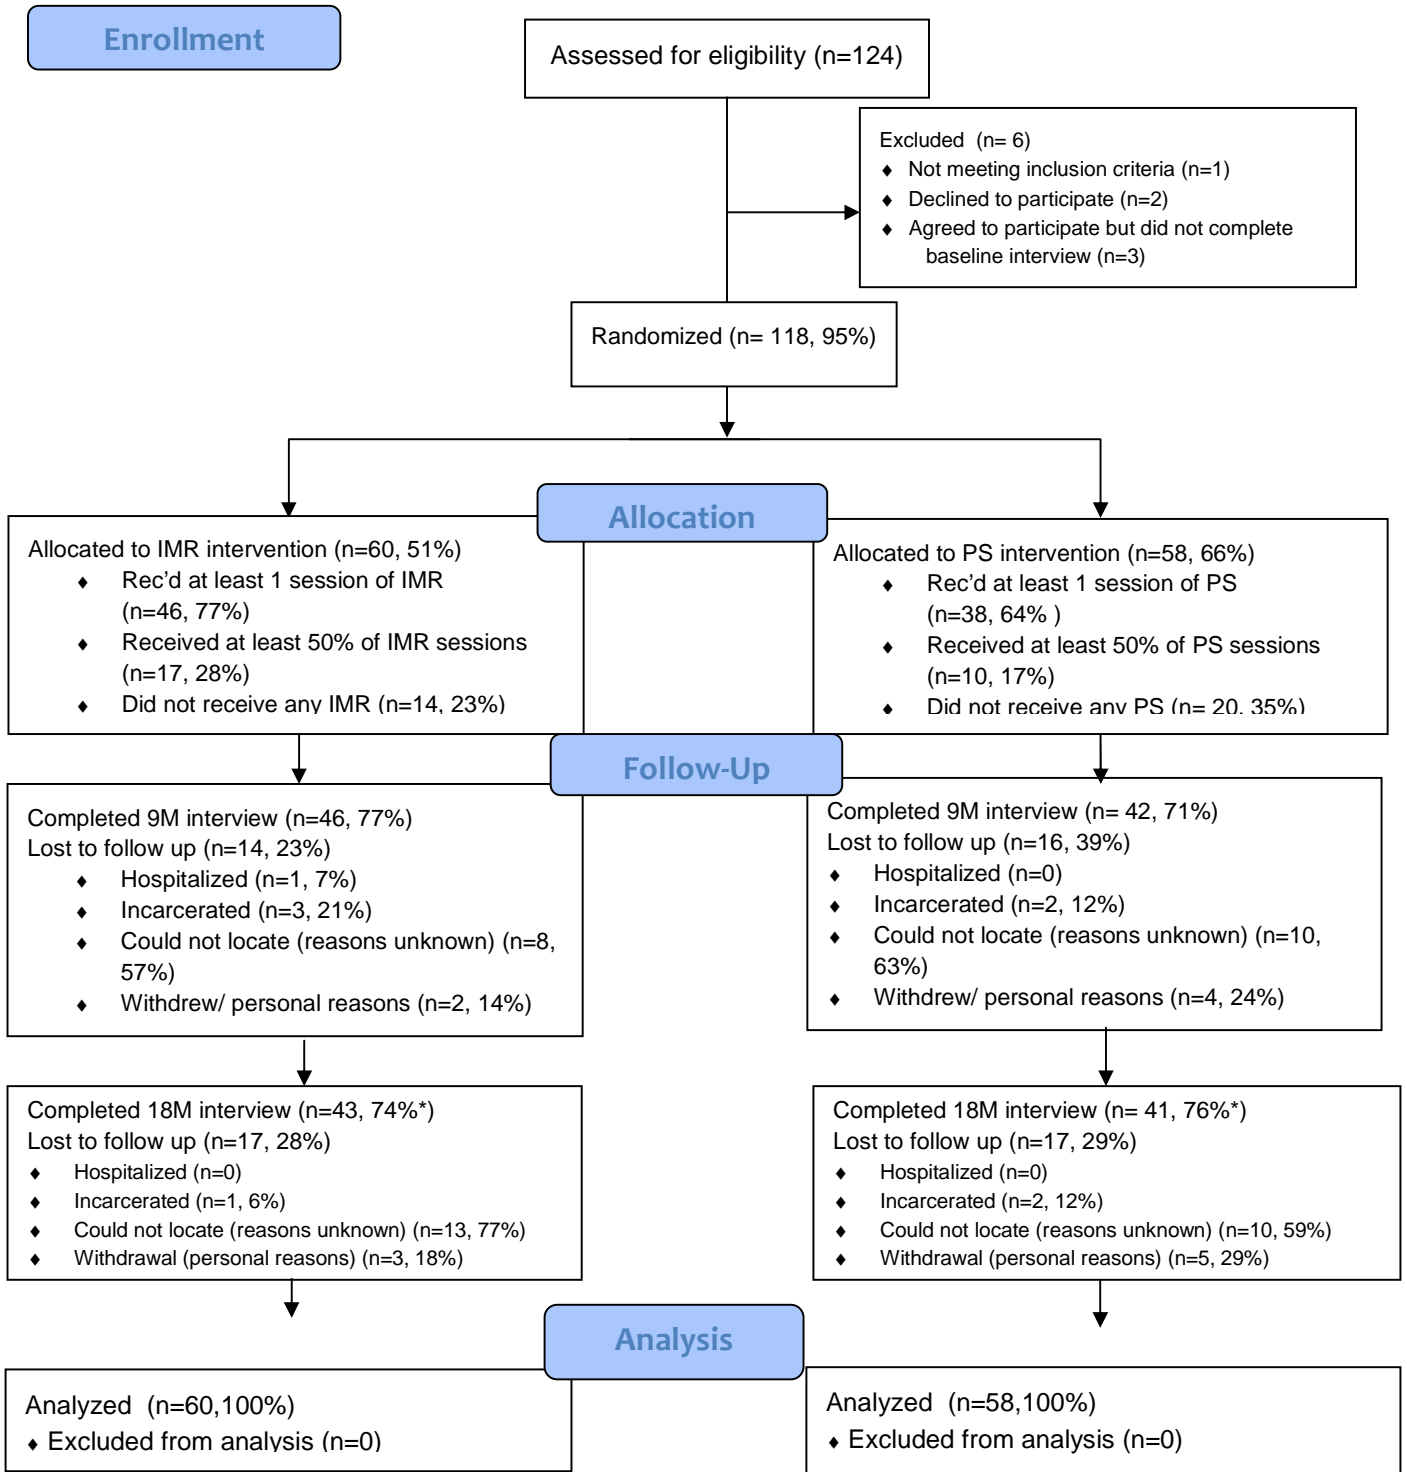 Enrollment
Assessed for eligibility (n=124)
Excluded (n= 6)
♦ Not meeting inclusion criteria (n=1)
♦ Declined to participate (n=2)
♦ Agreed to participate but did not complete
baseline interview (n=3)
Randomized (n= 118, 95%)
Allocation
Allocated to IMR intervention (n=60, 51%)
♦ Rec’d at least 1 session of IMR
(n=46, 77%)
♦ Received at least 50% of IMR sessions
(n=17, 28%)
♦ Did not receive any IMR (n=14, 23%)
Allocated to PS intervention (n=58, 66%)
♦ Rec’d at least 1 session of PS
(n=38, 64% )
♦ Received at least 50% of PS sessions
(n=10, 17%)
♦ Did not receive any PS (n= 20, 35%)
Follow-Up
Completed 9M interview (n=46, 77%)
Lost to follow up (n=14, 23%)
♦ Hospitalized (n=1, 7%)
♦ Incarcerated (n=3, 21%)
♦ Could not locate (reasons unknown) (n=8,
57%)
♦ Withdrew/ personal reasons (n=2, 14%)
Completed 9M interview (n= 42, 71%)
Lost to follow up (n=16, 39%)
♦ Hospitalized (n=0)
♦ Incarcerated (n=2, 12%)
♦ Could not locate (reasons unknown) (n=10,
63%)
♦ Withdrew/ personal reasons (n=4, 24%)
Completed 18M interview (n=43, 74%*)
Lost to follow up (n=17, 28%)
♦ Hospitalized (n=0)
♦ Incarcerated (n=1, 6%)
♦ Could not locate (reasons unknown) (n=13, 77%)
♦ Withdrawal (personal reasons) (n=3, 18%)
Completed 18M interview (n= 41, 76%*)
Lost to follow up (n=17, 29%)
♦ Hospitalized (n=0)
♦ Incarcerated (n=2, 12%)
♦ Could not locate (reasons unknown) (n=10, 59%)
♦ Withdrawal (personal reasons) (n=5, 29%)
Analysis
Analyzed (n=60,100%)
♦ Excluded from analysis (n=0)
Analyzed (n=58,100%)
♦ Excluded from analysis (n=0)